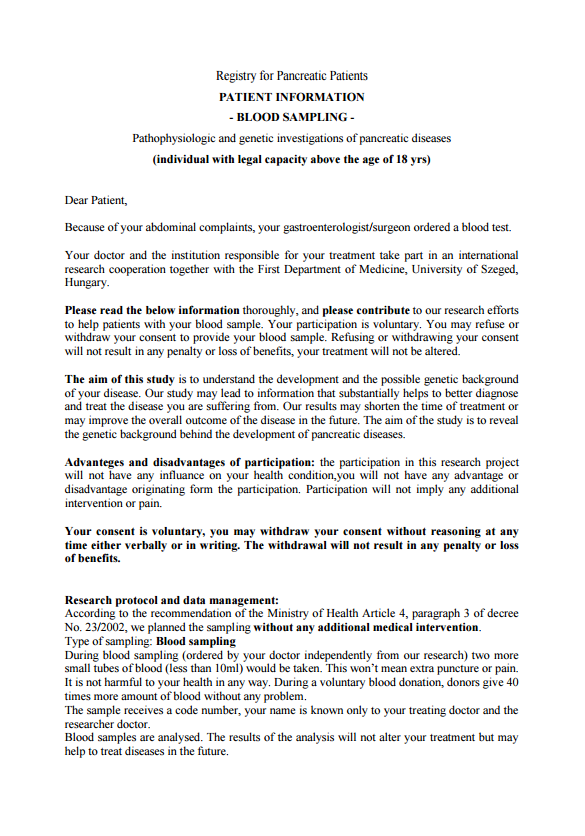 Registry for Pancreatic Patients
PATIENT INFORMATION
- BLOOD SAMPLING -
Pathophysiologic and genetic investigations of pancreatic diseases
(individual with legal capacity above the age of 18 yrs)
Dear Patient,
Because of your abdominal complaints, your gastroenterologist/surgeon ordered a blood test.
Your doctor and the institution responsible for your treatment take part in an international
research cooperation together with the First Department of Medicine, University of Szeged,
Hungary.
Please read the below information thoroughly, and please contribute to our research efforts
to help patients with your blood sample. Your participation is voluntary. You may refuse or
withdraw your consent to provide your blood sample. Refusing or withdrawing your consent
will not result in any penalty or loss of benefits, your treatment will not be altered.
The aim of this study is to understand the development and the possible genetic background
of your disease. Our study may lead to information that substantially helps to better diagnose
and treat the disease you are suffering from. Our results may shorten the time of treatment or
may improve the overall outcome of the disease in the future. The aim of the study is to reveal
the genetic background behind the development of pancreatic diseases.
Advanteges and disadvantages of participation: the participation in this research project
will not have any influence on your health condition,you will not have any advantage or
disadvantage originating form the participation. Participation will not imply any additional
intervention or pain.
Your consent is voluntary, you may withdraw your consent without reasoning at any
time either verbally or in writing. The withdrawal will not result in any penalty or loss
of benefits.
Research protocol and data management:
According to the recommendation of the Ministry of Health Article 4, paragraph 3 of decree
No. 23/2002, we planned the sampling without any additional medical intervention.
Type of sampling: Blood sampling
During blood sampling (ordered by your doctor independently from our research) two more
small tubes of blood (less than 10ml) would be taken. This won't mean extra puncture or pain.
It is not harmful to your health in any way. During a voluntary blood donation, donors give 40
times more amount of blood without any problem.
The sample receives a code number, your name is known only to your treating doctor and the
researcher doctor.
Blood samples are analysed. The results of the analysis will not alter your treatment but may
help to treat diseases in the future.